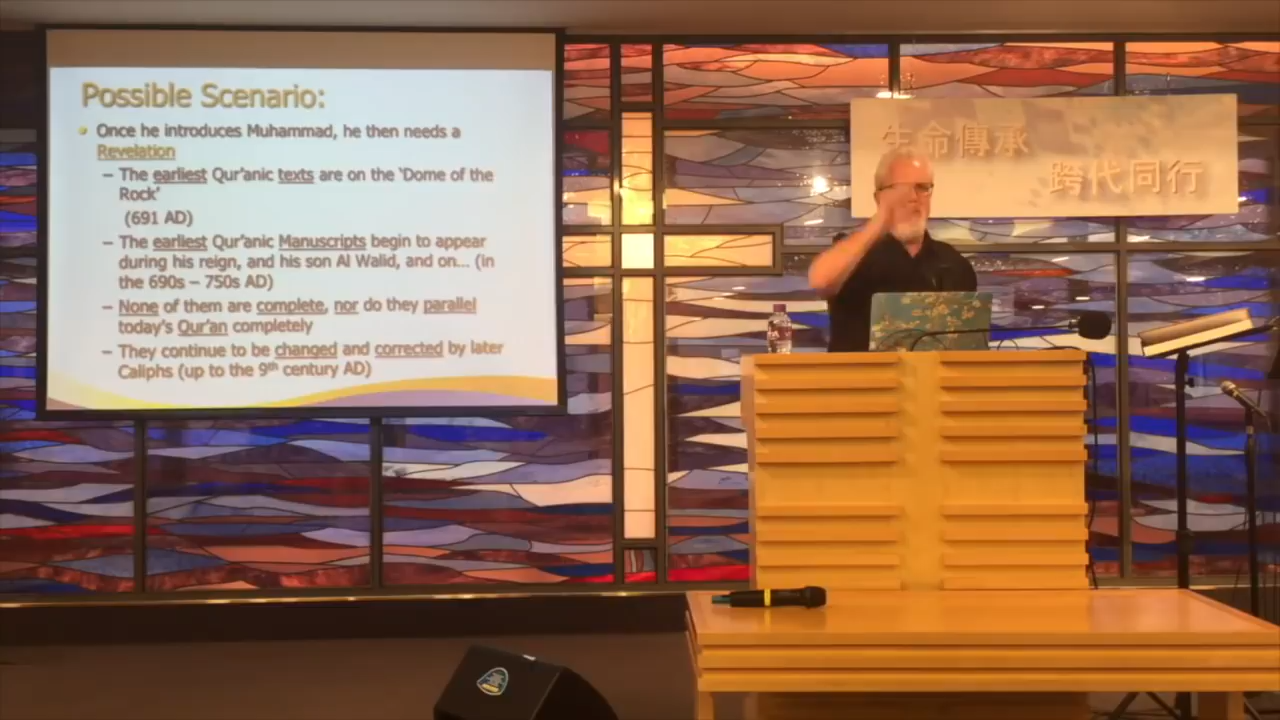 Possible Scenario:
Once he introduces Muhammad, he then needs a
Revelation
– The earliest Qur'anic texts are on the 'Dome of the
Rock'
(691 AD)
– The earliest Qur'anic Manuscripts begin to appear
during his reign, and his son Al Walid, and on... (in
the 690s – 750s AD)
– None of them are complete, nor do they parallel
today's Qur'an completely
– They continue to be changed and corrected by later
Caliphs (up to the 9th century AD)
生命傳承
跨代同行